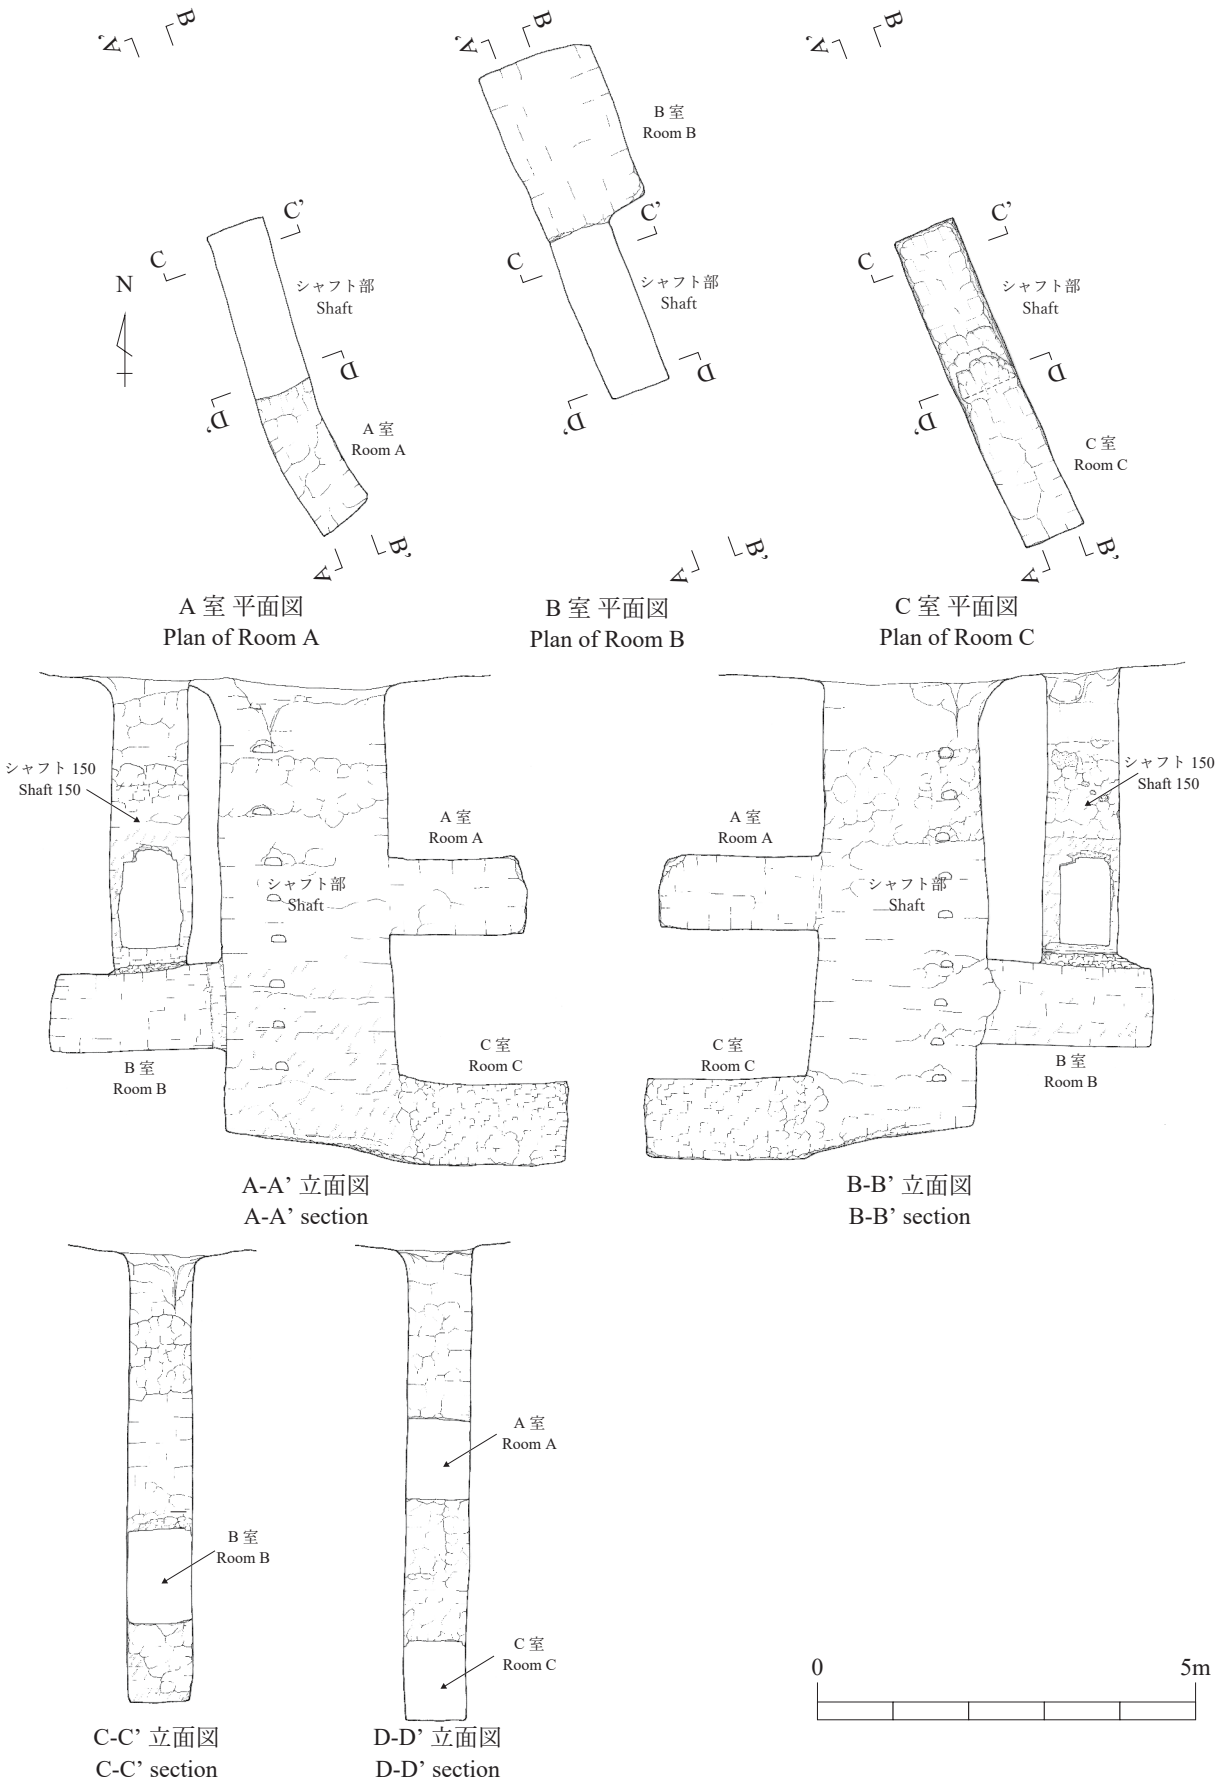 A’
B
C’
C
N
シャフト部
Shaft
D
D’
A 室
Room A
B’
A
A 室 平面図
Plan of Room A
A’
B
B 室
Room B
C’
C
シャフト部
Shaft
D
D’
B’
A
B 室 平面図
Plan of Room B
A’
B
C’
C
シャフト部
Shaft
D
D’
C 室
Room C
B’
A
C 室 平面図
Plan of Room C
シャフト 150
Shaft 150
A 室
Room A
シャフト部
Shaft
C 室
Room C
B 室
Room B
A-A’ 立面図
A-A’ section
シャフト 150
Shaft 150
A 室
Room A
シャフト部
Shaft
C 室
Room C
B 室
Room B
B-B’ 立面図
B-B’ section
B 室
Room B
C-C’ 立面図
C-C’ section
A 室
Room A
C 室
Room C
D-D’ 立面図
D-D’ section
0 5m